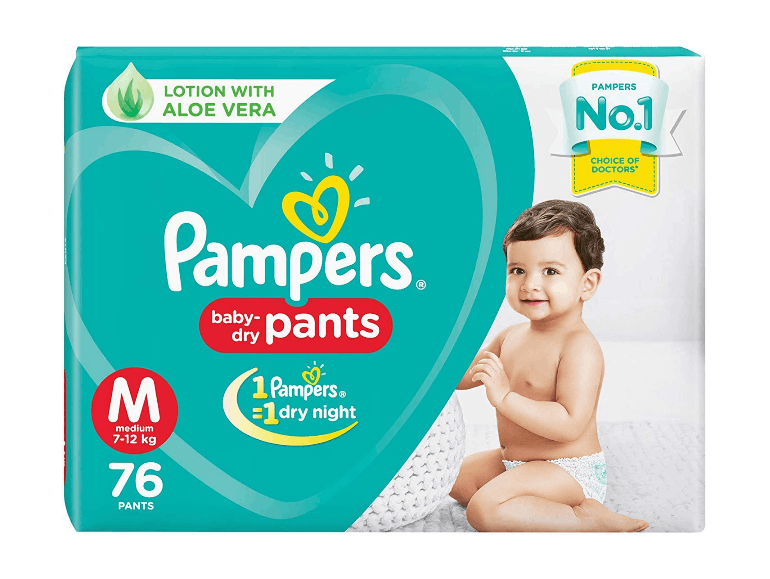 LOTION WITH
ALOE VERA
PAMPERS
No.1
CHOICE OF
DOCTORS*
Pampers®
baby-
dry pants
1 Pampers®
=1 dry night
M
medium
7-12 kg
76
PANTS